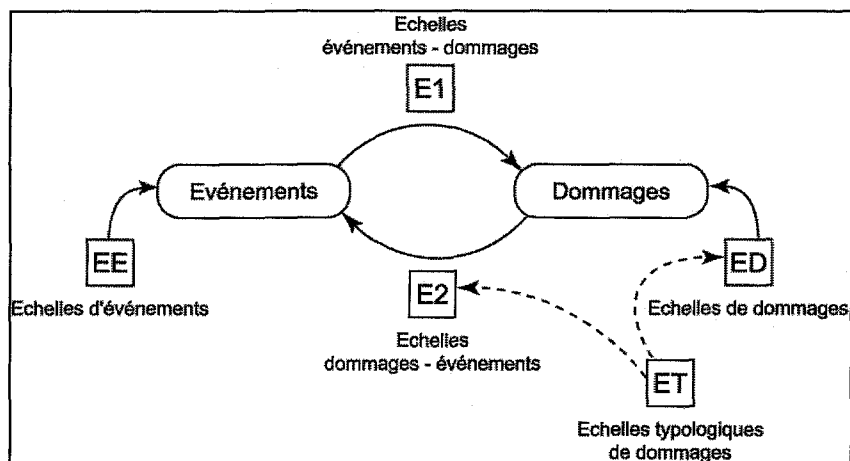 Echelles
événements - dommages
E1
Evénements
Dommages
EE
Echelles d'événements
E2
Echelles
dommages - événements
ED
Echelles de dommages
ET
Echelles typologiques
de dommages